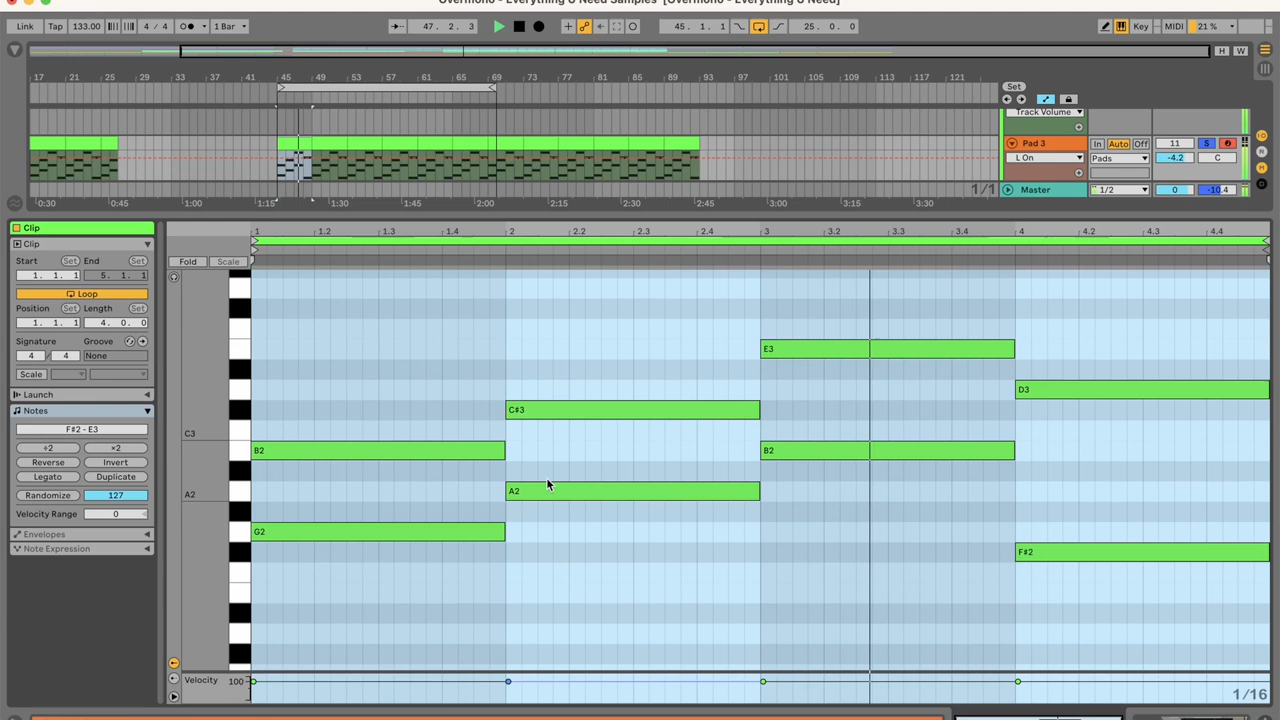 Overmono - Everything U Need Samples [Overmono - Everything U Need]
Link Tap 133.00 4 / 4 1 Bar 47. 2. 3 45. 1. 1 25. 0. 0 Key MIDI 21 %
H W
17 21 25 29 33 37 41 45 49 53 57 61 65 69 73 77 81 85 89 93 97 101 105 109 113 117 121
Set
Track Volume
Pad 3 In Auto Off 11 S
L On Pads -4.2 C
1/1 Master 1/2 0 -10.4
0:30 0:45 1:00 1:15 1:30 1:45 2:00 2:15 2:30 2:45 3:00 3:15 3:30
Clip
Clip
Start Set End Set
1. 1. 1 5. 1. 1
Loop
Position Set Length Set
1. 1. 1 4. 0. 0
Signature Groove
4 / 4 None
Scale
Launch
Notes
F#2 - E3
÷2 ×2
Reverse Invert
Legato Duplicate
Randomize 127
Velocity Range 0
Envelopes
Note Expression
1 1.2 1.3 1.4 2 2.2 2.3 2.4 3 3.2 3.3 3.4 4 4.2 4.3 4.4
Fold Scale
E3
D3
C#3
C3
B2 B2
A2 A2
G2
F#2
Velocity 100
1/16